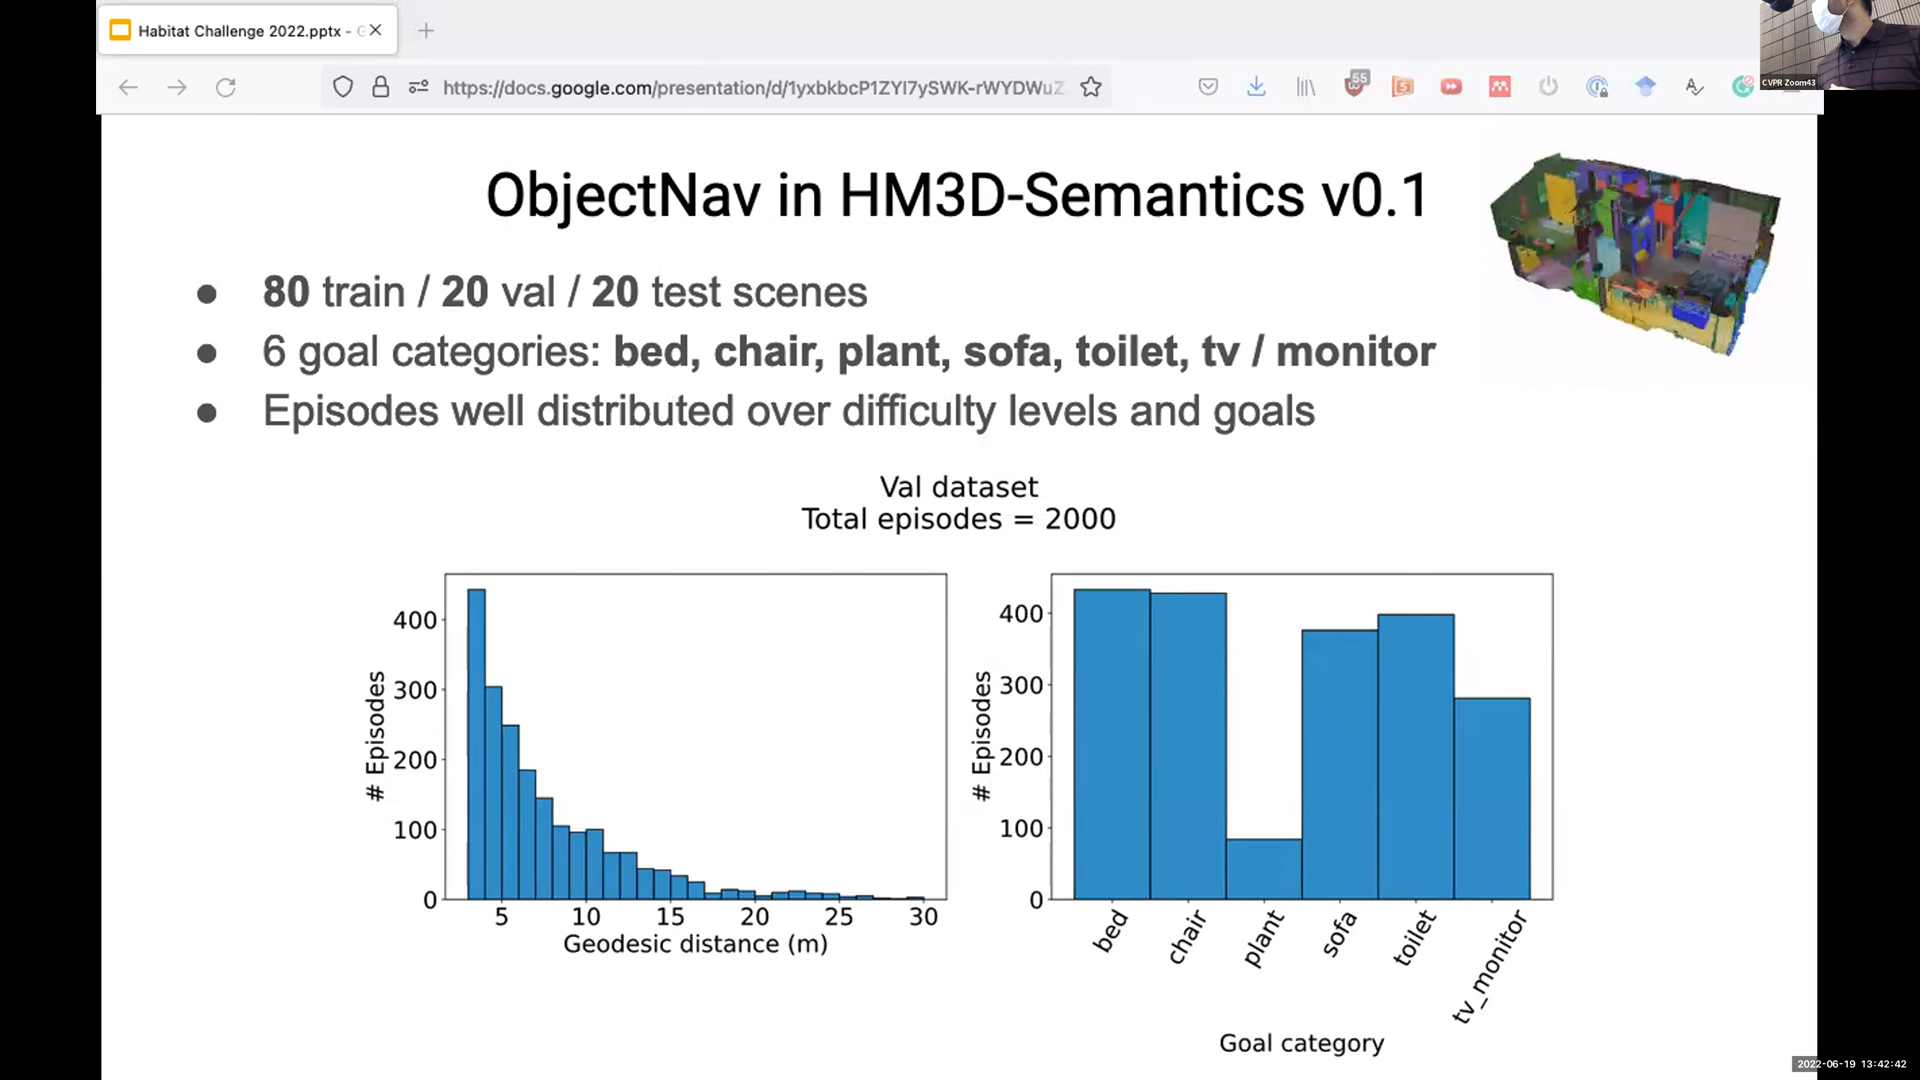 Habitat Challenge 2022.pptx - G
https://docs.google.com/presentation/d/1yxbkbcP1ZYl7ySWK-rWYDWuZ
55
CVPR Zoom43
ObjectNav in HM3D-Semantics v0.1
● 80 train / 20 val / 20 test scenes
● 6 goal categories: bed, chair, plant, sofa, toilet, tv / monitor
● Episodes well distributed over difficulty levels and goals
Val dataset
Total episodes = 2000
# Episodes
400
300
200
100
0
5 10 15 20 25 30
Geodesic distance (m)
# Episodes
400
300
200
100
0
bed chair plant sofa toilet tv_monitor
Goal category
2022-06-19 13:42:42